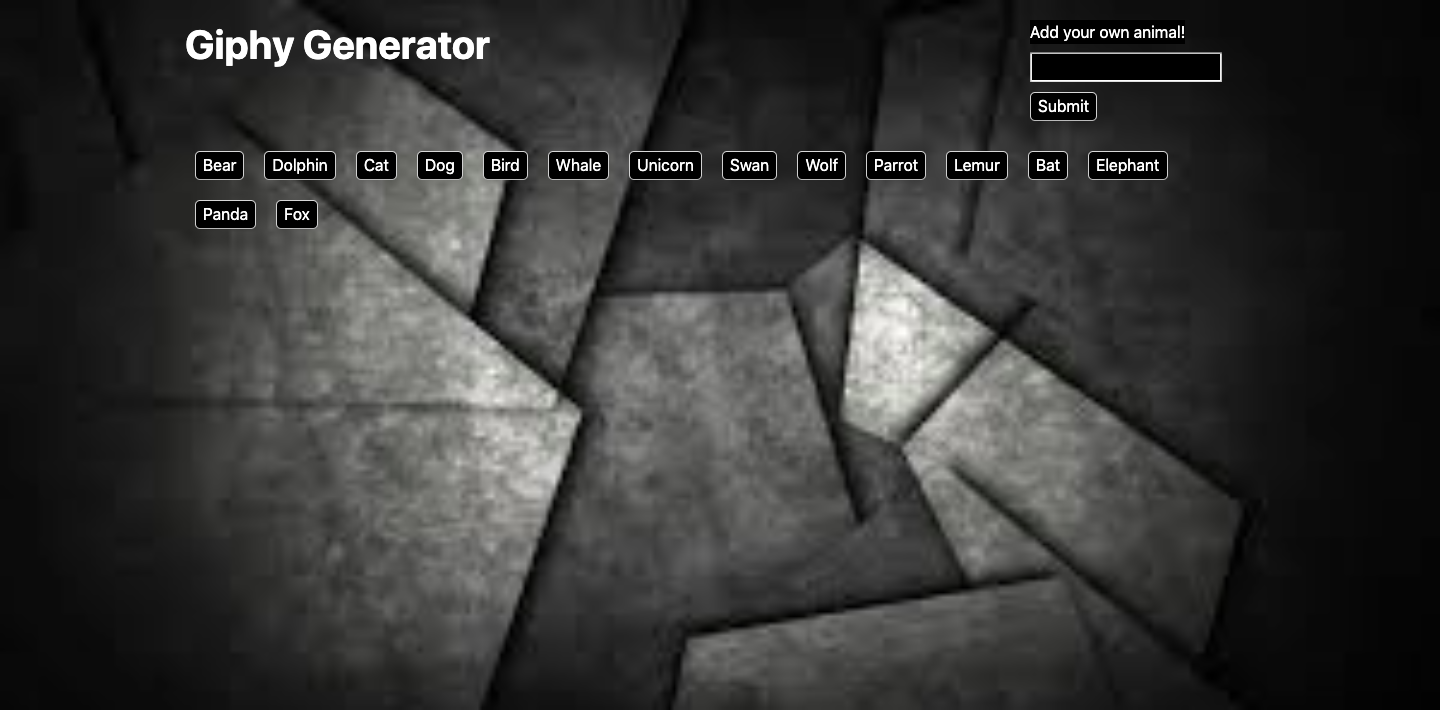 Giphy Generator
Add your own animal!
Submit
Bear Dolphin Cat Dog Bird Whale Unicorn Swan Wolf Parrot Lemur Bat Elephant
Panda Fox